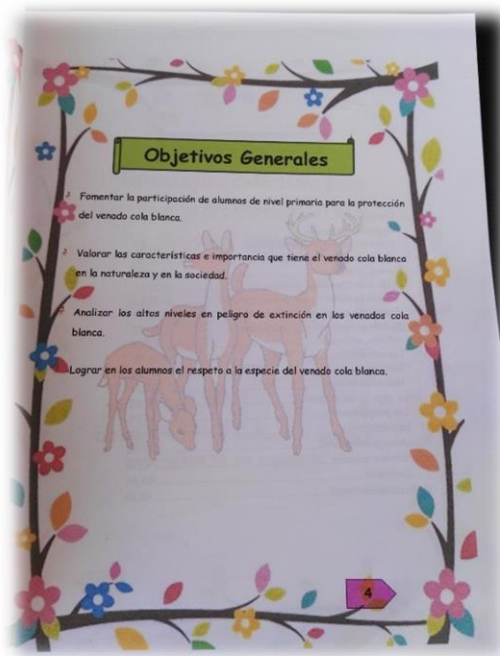 Objetivos Generales
Fomentar la participación de alumnos de nivel primaria para la protección
del venado cola blanca.
Valorar las características e importancia que tiene el venado cola blanca
en la naturaleza y en la sociedad.
Analizar los altos niveles en peligro de extinción en los venados cola
blanca.
Lograr en los alumnos el respeto a la especie del venado cola blanca.
4